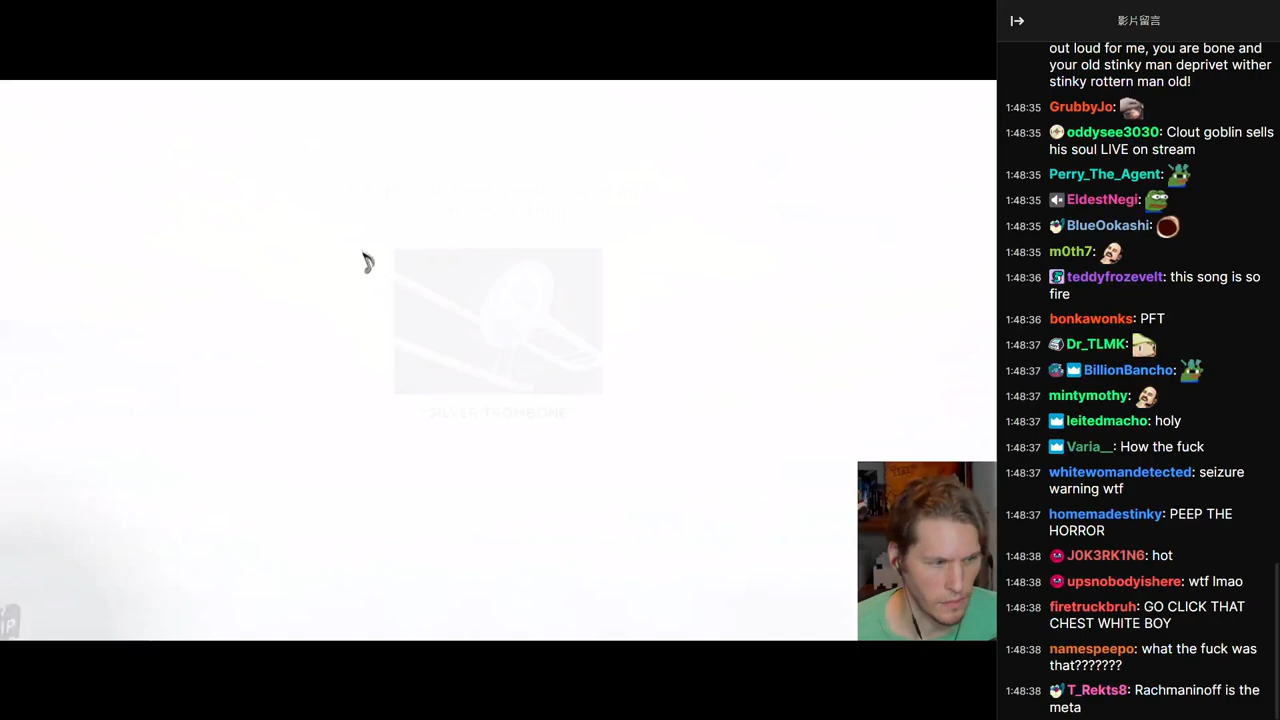 影片留言
out loud for me, you are bone and
your old stinky man deprivet wither
stinky rottern man old!
1:48:35 GrubbyJo:
1:48:35 oddysee3030: Clout goblin sells
his soul LIVE on stream
1:48:35 Perry_The_Agent:
1:48:35 EldestNegi:
1:48:35 BlueOokashi:
1:48:35 m0th7:
1:48:36 teddyfrozevelt: this song is so
fire
1:48:36 bonkawonks: PFT
1:48:37 Dr_TLMK:
1:48:37 BillionBancho:
1:48:37 mintymothy:
1:48:37 leitedmacho: holy
1:48:37 Varia__: How the fuck
1:48:37 whitewomandetected: seizure
warning wtf
1:48:37 homemadestinky: PEEP THE
HORROR
1:48:38 J0K3RK1N6: hot
1:48:38 upsnobodyishere: wtf lmao
1:48:38 firetruckbruh: GO CLICK THAT
CHEST WHITE BOY
1:48:38 namespeepo: what the fuck was
that???????
1:48:38 T_Rekts8: Rachmaninoff is the
meta
"SILVER TROMBONE"